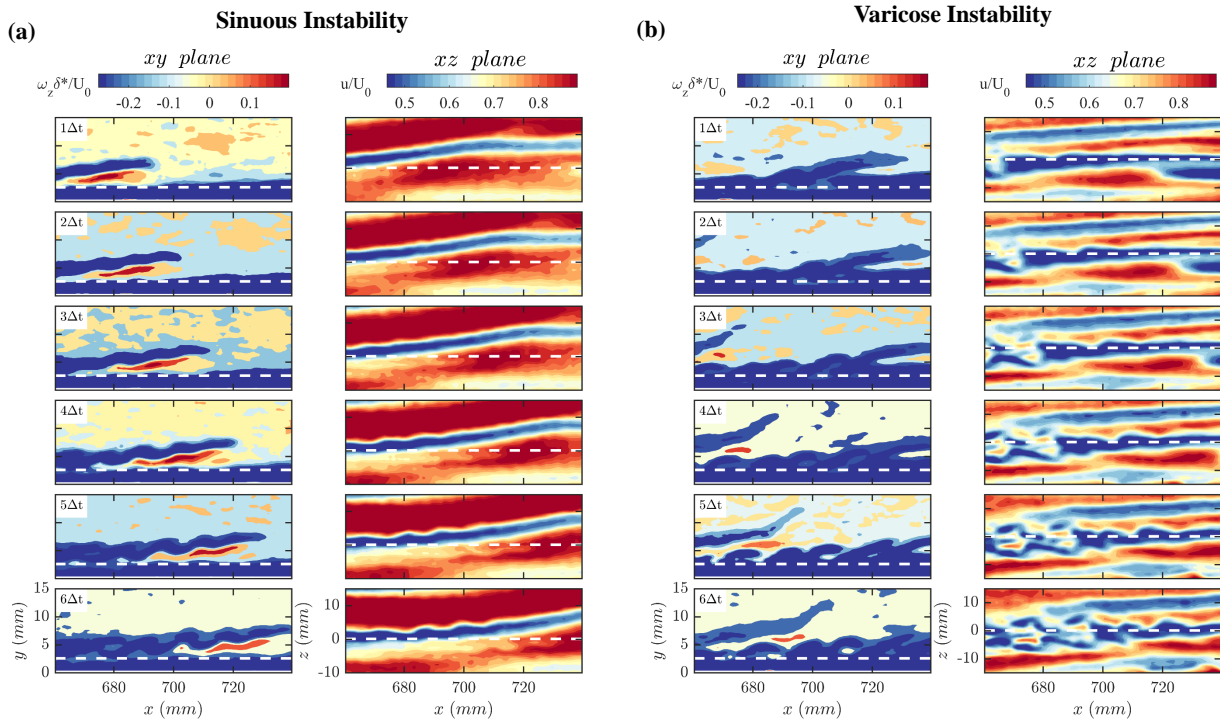 Sinuous Instability
Varicose Instability
(a)
(b)
xy plane
xz plane
xy plane
xz plane
ω_z δ*/U_0
-0.2 -0.1 0 0.1
u/U_0
0.5 0.6 0.7 0.8
ω_z δ*/U_0
-0.2 -0.1 0 0.1
u/U_0
0.5 0.6 0.7 0.8
1Δt
1Δt
2Δt
2Δt
3Δt
3Δt
4Δt
4Δt
5Δt
5Δt
6Δt
6Δt
15
10
5
0
y (mm)
10
0
-10
z (mm)
15
10
5
0
y (mm)
10
0
-10
z (mm)
680 700 720
680 700 720
680 700 720
680 700 720
x (mm)
x (mm)
x (mm)
x (mm)